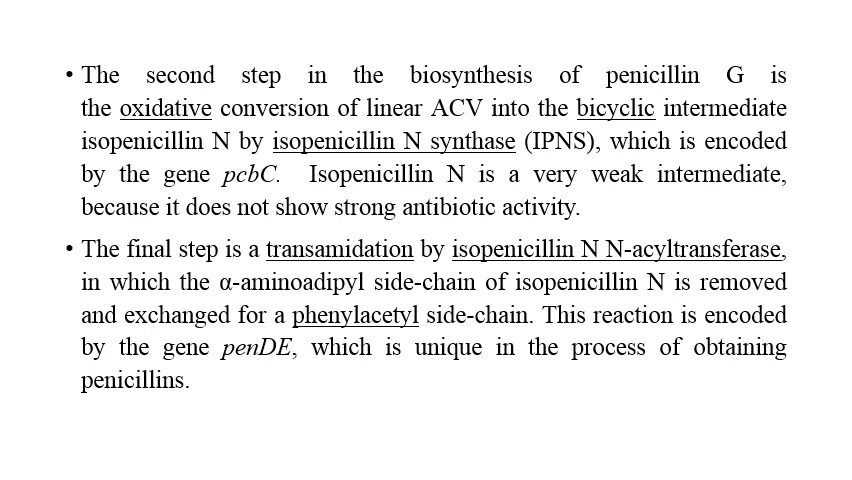 • The second step in the biosynthesis of penicillin G is
the oxidative conversion of linear ACV into the bicyclic intermediate
isopenicillin N by isopenicillin N synthase (IPNS), which is encoded
by the gene pcbC. Isopenicillin N is a very weak intermediate,
because it does not show strong antibiotic activity.
• The final step is a transamidation by isopenicillin N N-acyltransferase,
in which the α-aminoadipyl side-chain of isopenicillin N is removed
and exchanged for a phenylacetyl side-chain. This reaction is encoded
by the gene penDE, which is unique in the process of obtaining
penicillins.